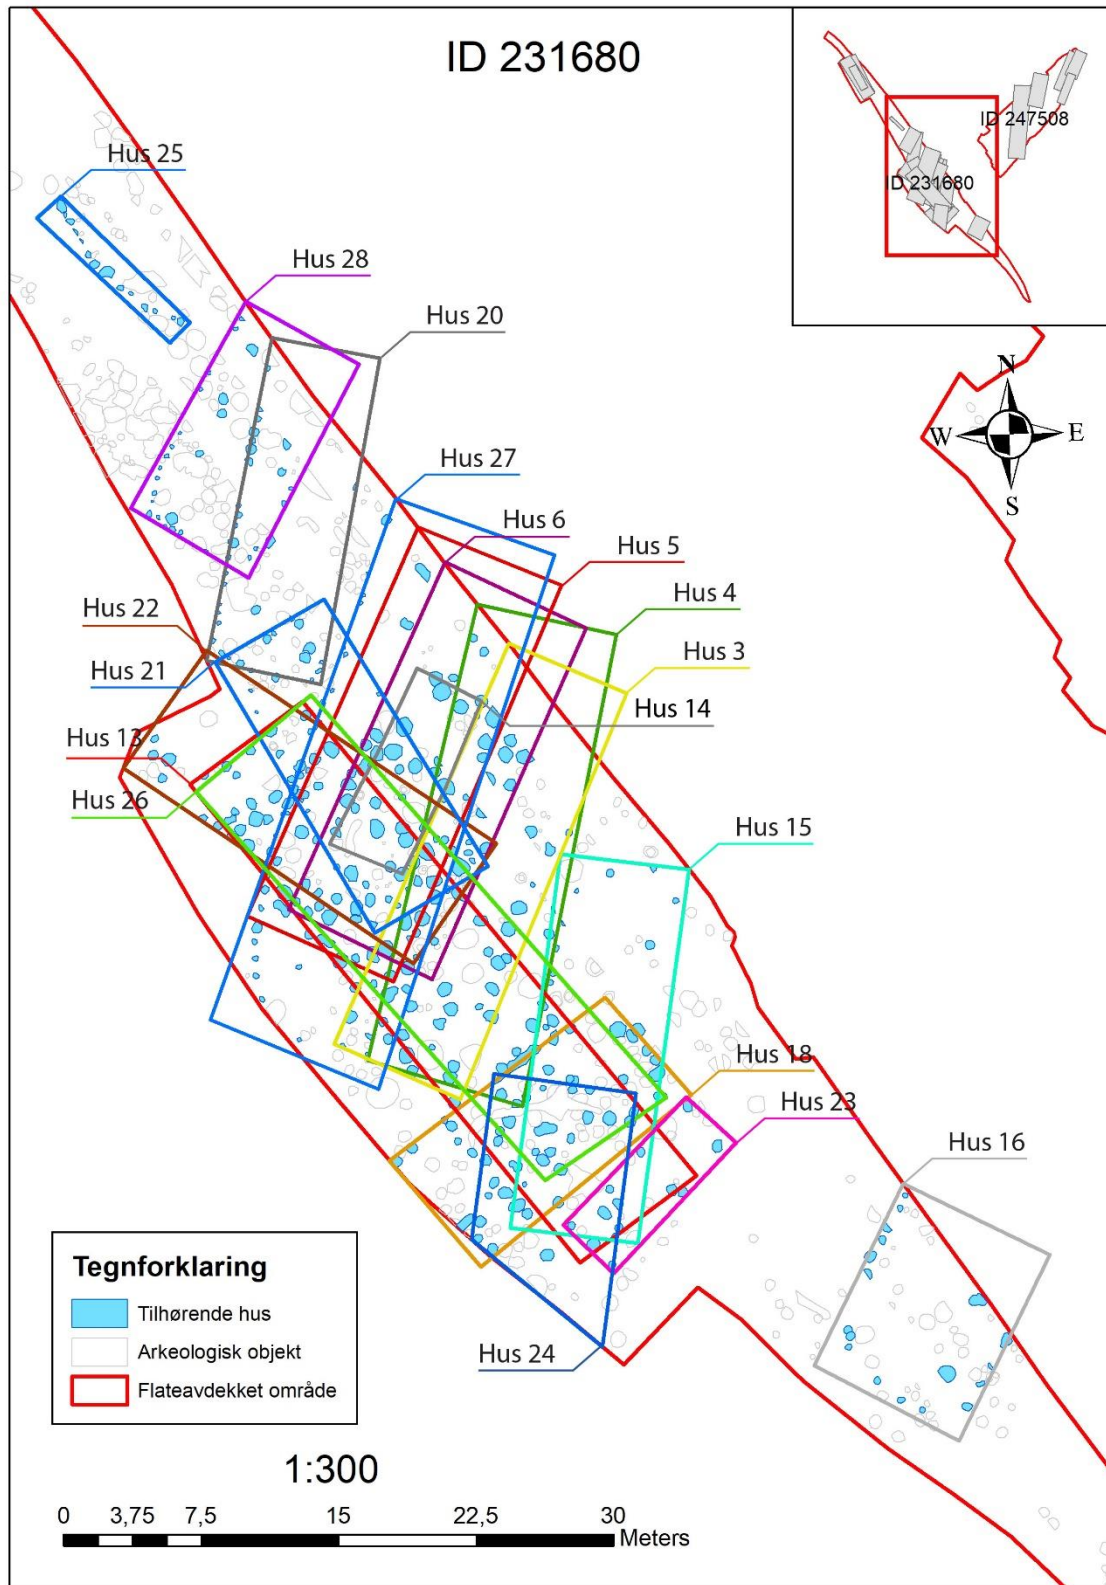 ID 231680
ID 247508
ID 231680
Hus 25
Hus 28
Hus 20
N
W
E
S
Hus 27
Hus 6
Hus 5
Hus 4
Hus 22
Hus 3
Hus 21
Hus 14
Hus 13
Hus 26
Hus 15
Hus 18
Hus 23
Hus 16
Hus 24
Tegnforklaring
Tilhørende hus
Arkeologisk objekt
Flateavdekket område
1:300
0 3,75 7,5 15 22,5 30
Meters